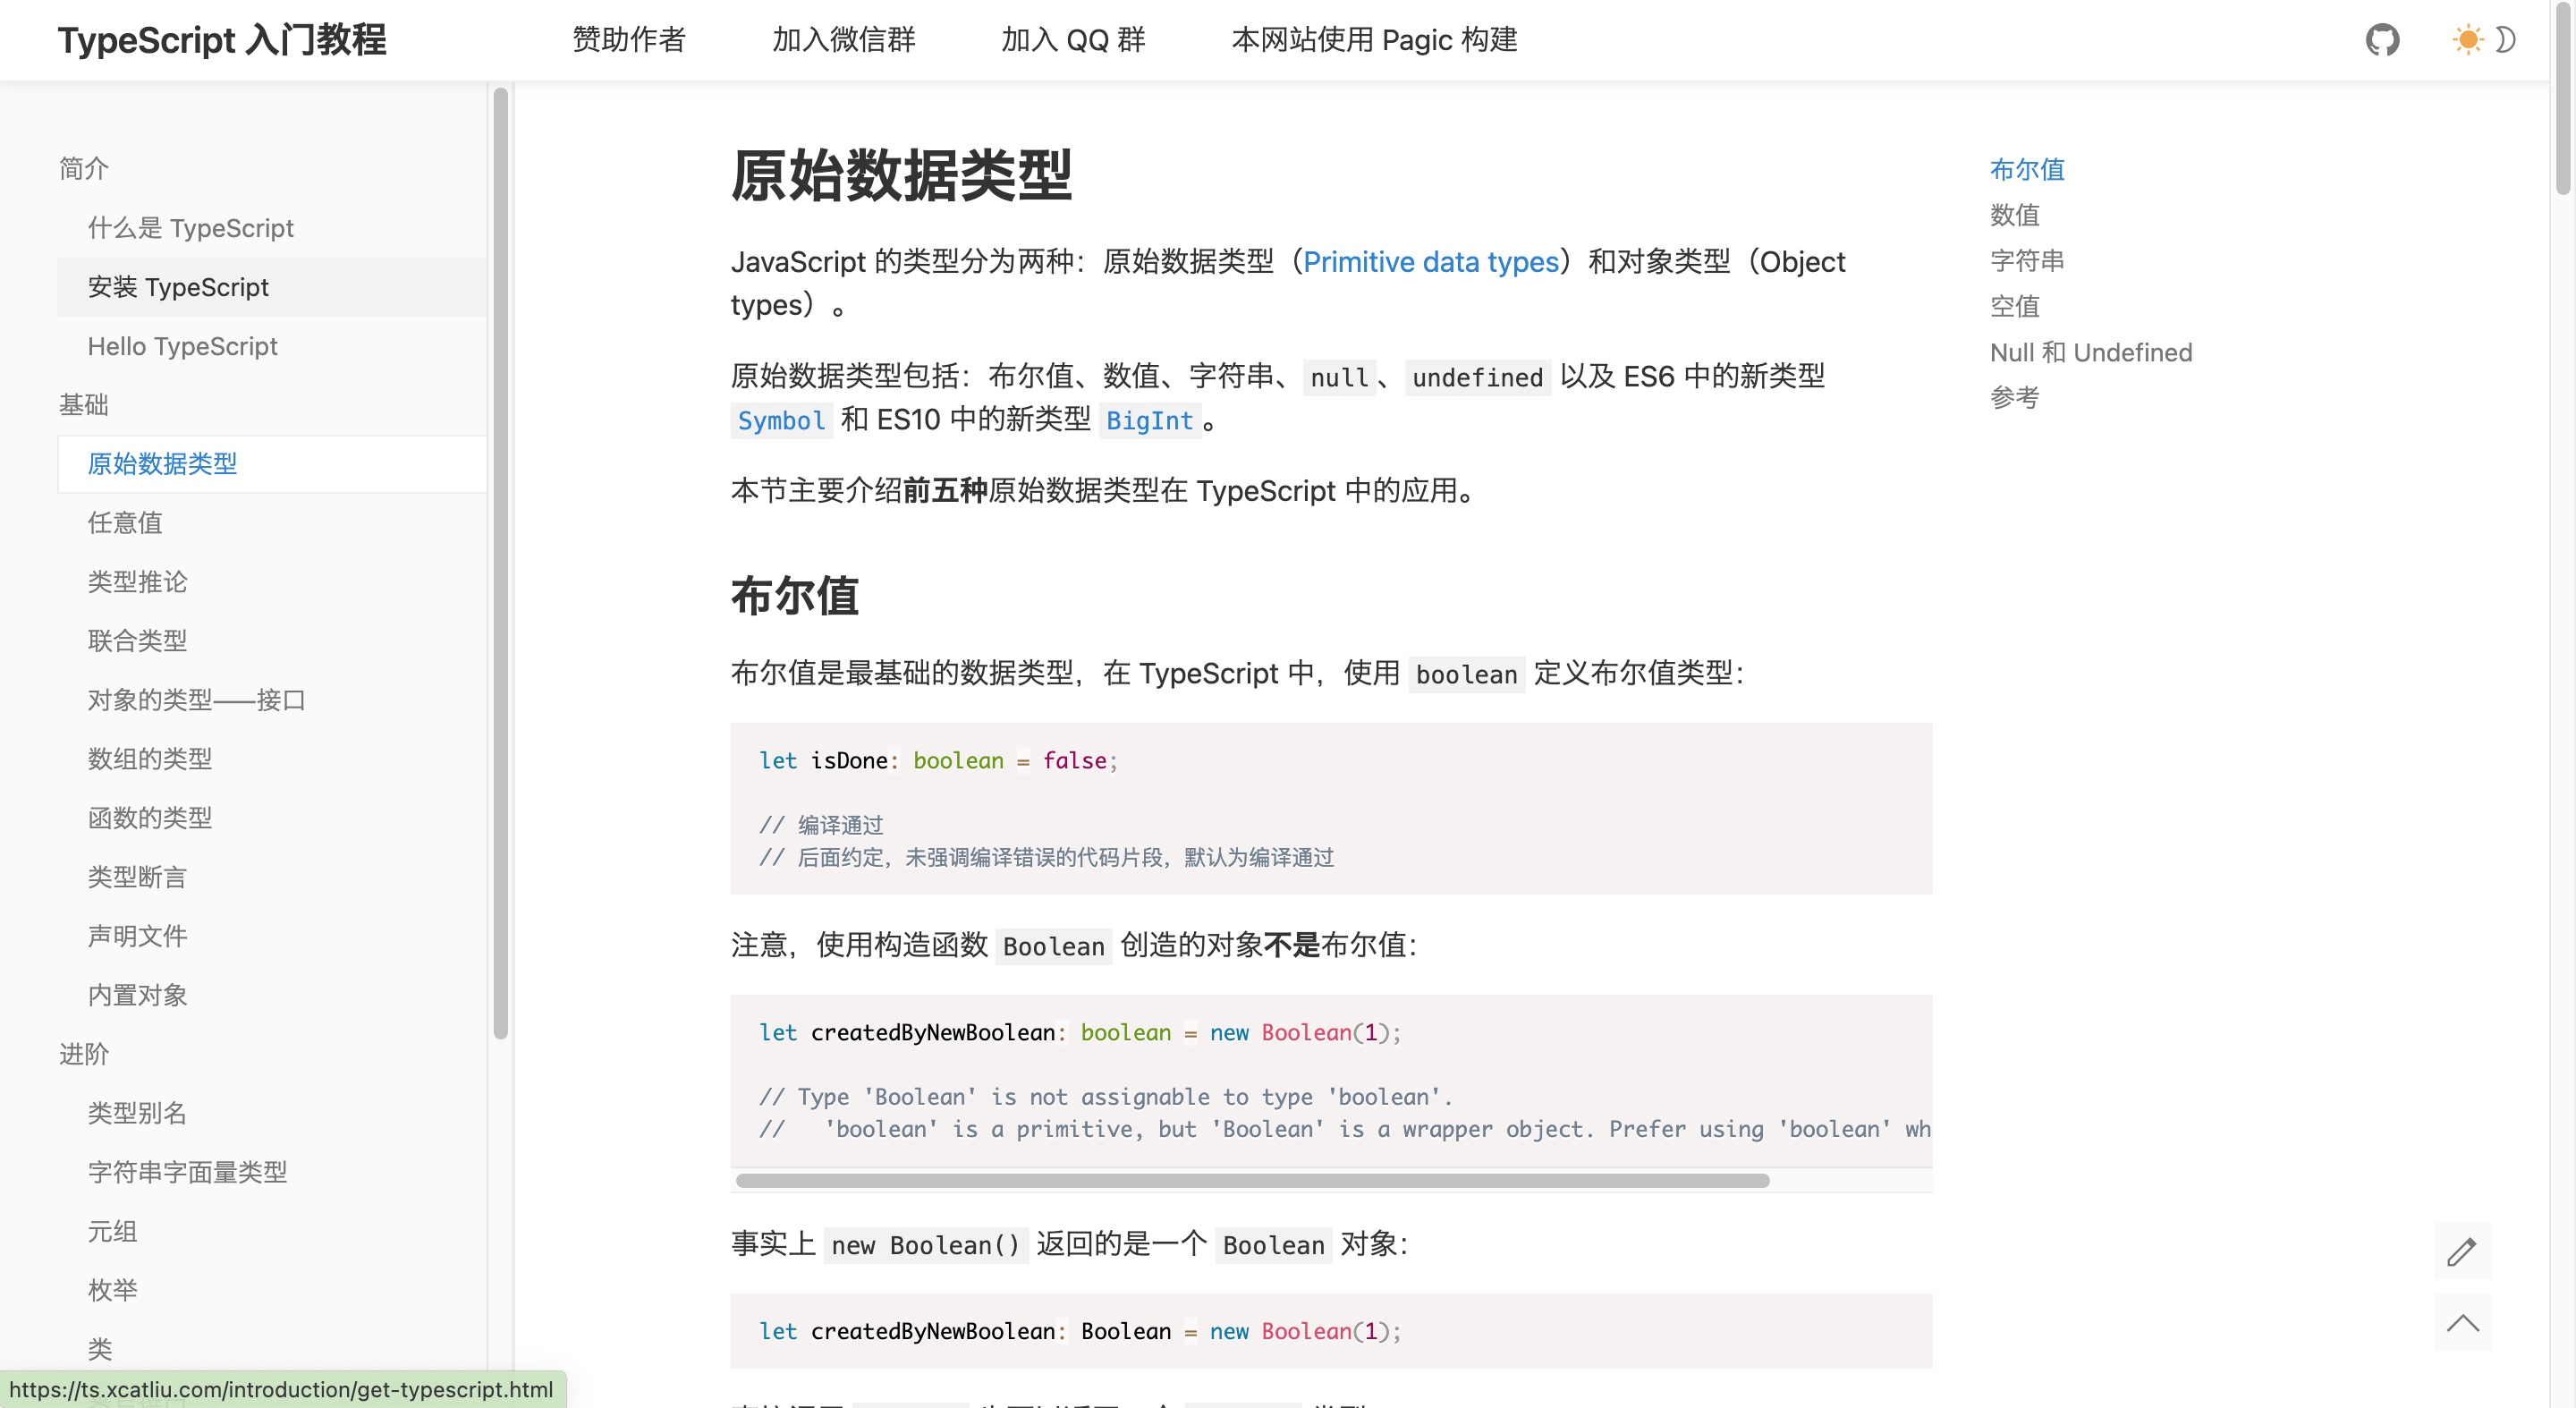 TypeScript 入门教程
赞助作者
加入微信群
加入 QQ 群
本网站使用 Pagic 构建
简介
什么是 TypeScript
安装 TypeScript
Hello TypeScript
基础
原始数据类型
任意值
类型推论
联合类型
对象的类型——接口
数组的类型
函数的类型
类型断言
声明文件
内置对象
进阶
类型别名
字符串字面量类型
元组
枚举
类
https://ts.xcatliu.com/introduction/get-typescript.html
原始数据类型
JavaScript 的类型分为两种：原始数据类型（Primitive data types）和对象类型（Object
types）。
原始数据类型包括：布尔值、数值、字符串、null、undefined 以及 ES6 中的新类型
Symbol 和 ES10 中的新类型 BigInt。
本节主要介绍前五种原始数据类型在 TypeScript 中的应用。
布尔值
布尔值是最基础的数据类型，在 TypeScript 中，使用 boolean 定义布尔值类型：
let isDone: boolean = false;
// 编译通过
// 后面约定，未强调编译错误的代码片段，默认为编译通过
注意，使用构造函数 Boolean 创造的对象不是布尔值：
let createdByNewBoolean: boolean = new Boolean(1);
// Type 'Boolean' is not assignable to type 'boolean'.
//   'boolean' is a primitive, but 'Boolean' is a wrapper object. Prefer using 'boolean' wh
事实上 new Boolean() 返回的是一个 Boolean 对象：
let createdByNewBoolean: Boolean = new Boolean(1);
布尔值
数值
字符串
空值
Null 和 Undefined
参考